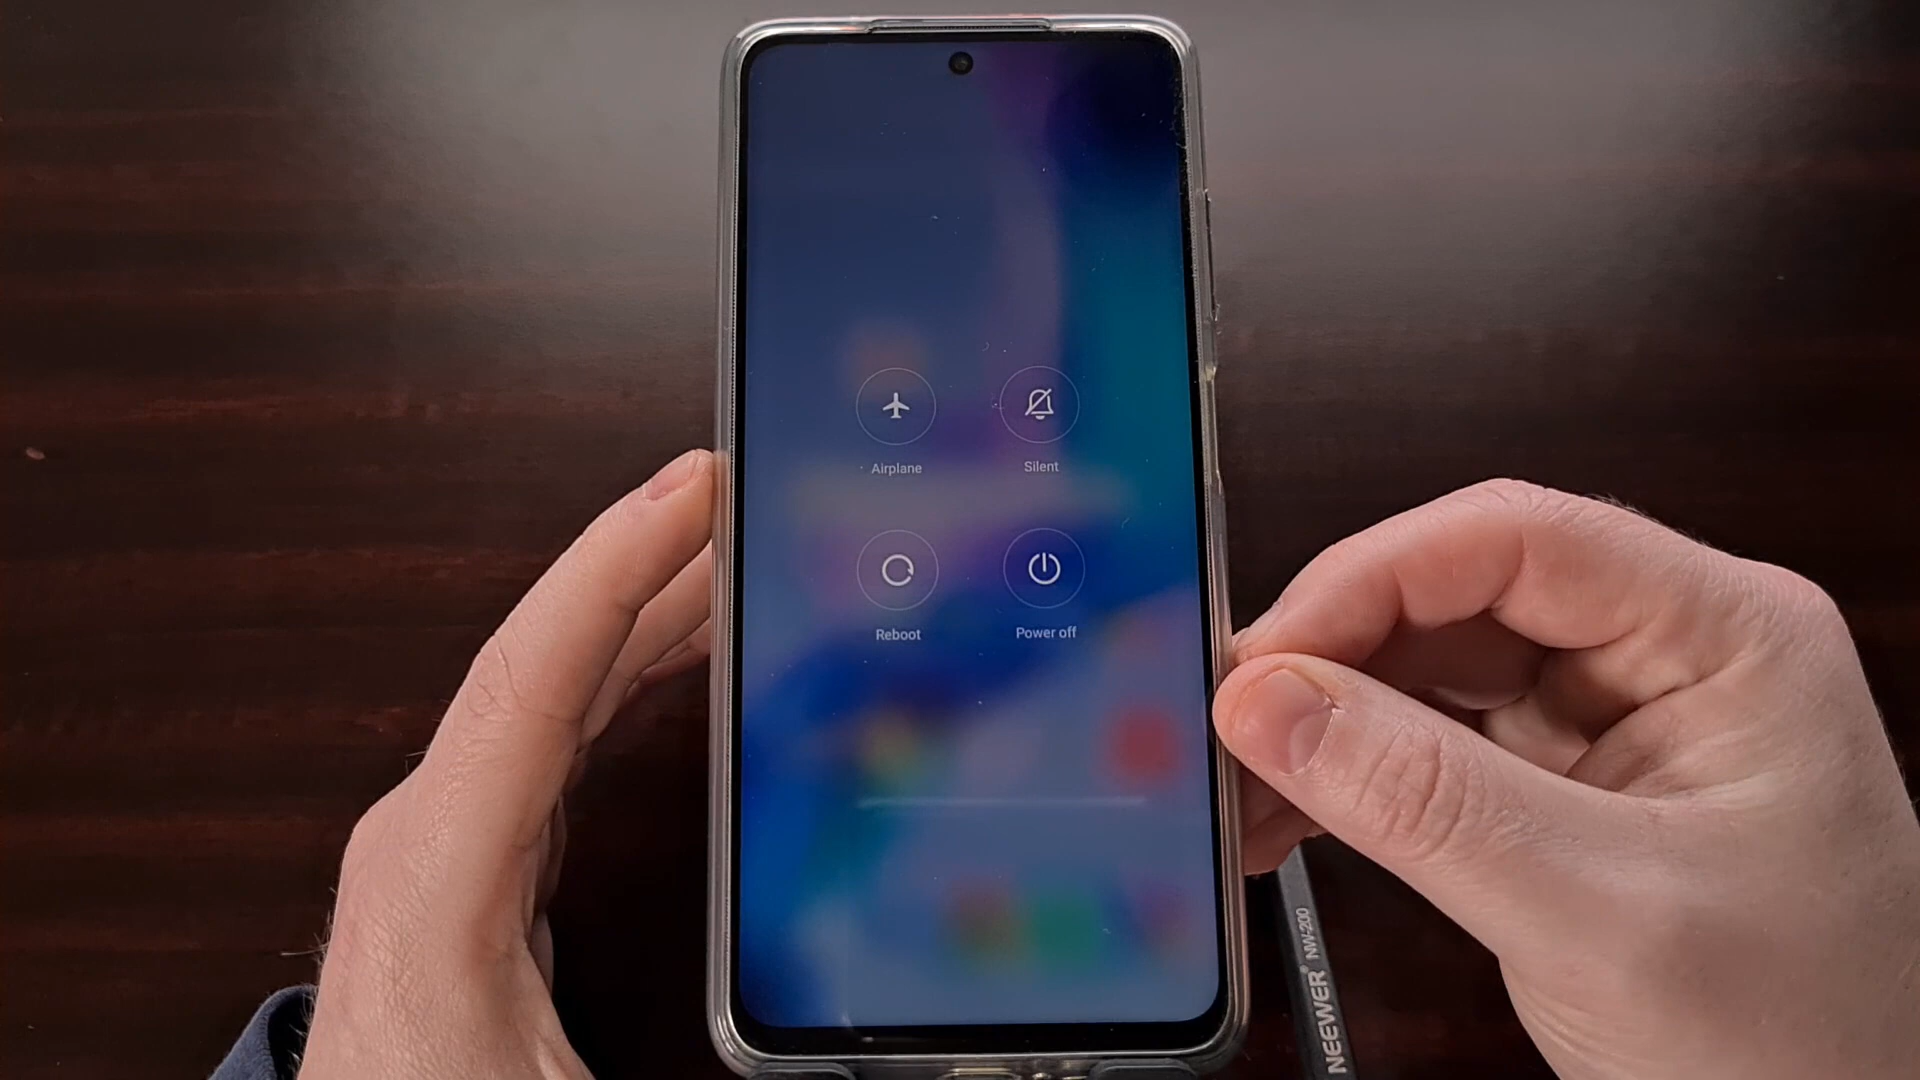 Airplane
Silent
Reboot
Power off
NEEWER® NW-200